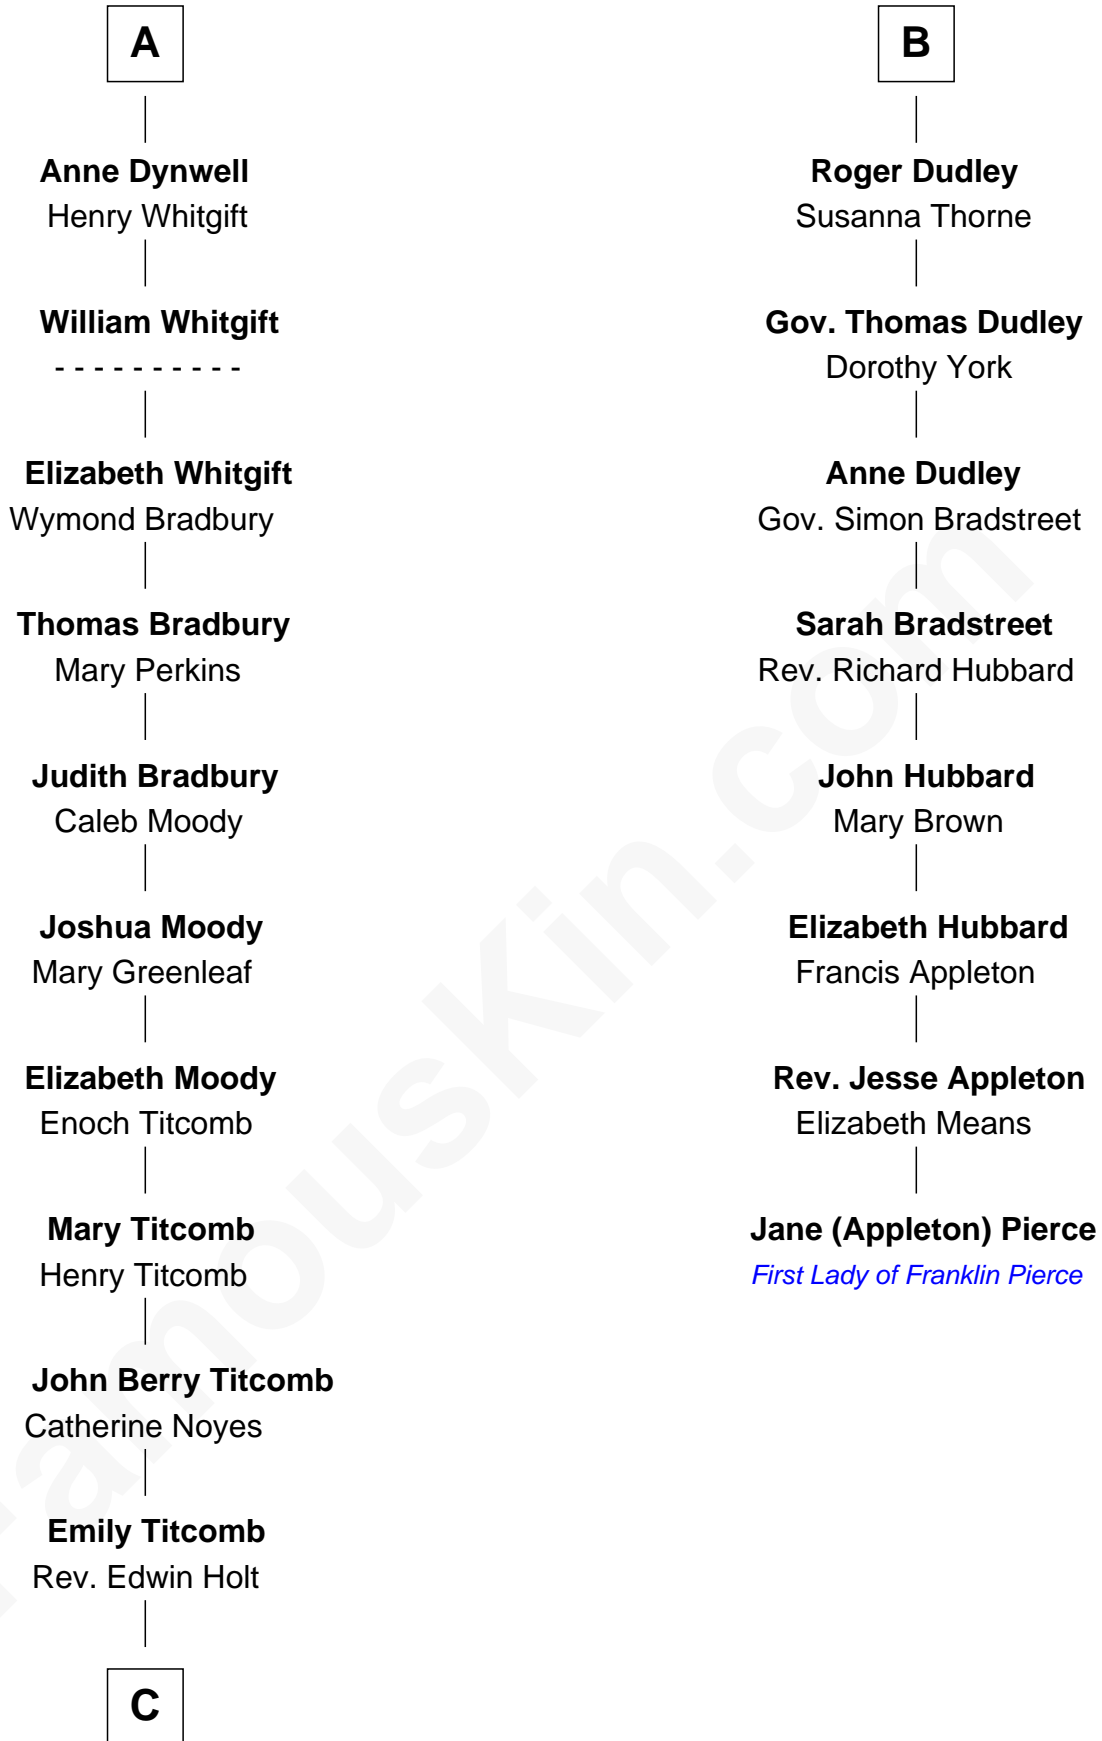 A
Anne Dynwell
Henry Whitgift
William Whitgift
- - - - - - - - - -
Elizabeth Whitgift
Wymond Bradbury
Thomas Bradbury
Mary Perkins
Judith Bradbury
Caleb Moody
Joshua Moody
Mary Greenleaf
Elizabeth Moody
Enoch Titcomb
Mary Titcomb
Henry Titcomb
John Berry Titcomb
Catherine Noyes
Emily Titcomb
Rev. Edwin Holt
C
B
Roger Dudley
Susanna Thorne
Gov. Thomas Dudley
Dorothy York
Anne Dudley
Gov. Simon Bradstreet
Sarah Bradstreet
Rev. Richard Hubbard
John Hubbard
Mary Brown
Elizabeth Hubbard
Francis Appleton
Rev. Jesse Appleton
Elizabeth Means
Jane (Appleton) Pierce
First Lady of Franklin Pierce
FamousKin.com